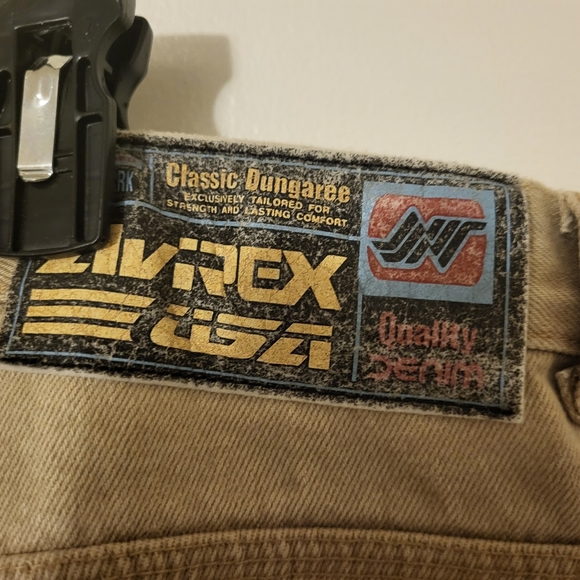 Classic Dungaree
EXCLUSIVELY TAILORED FOR
STRENGTH AND LASTING COMFORT
AVIREX
USA
Quality
DENIM